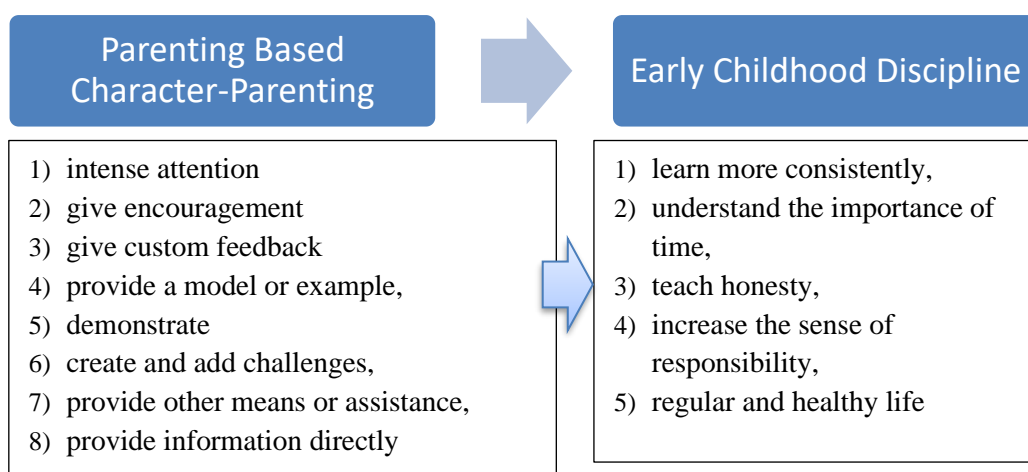 Parenting Based
Character-Parenting
Early Childhood Discipline
1) intense attention
2) give encouragement
3) give custom feedback
4) provide a model or example,
5) demonstrate
6) create and add challenges,
7) provide other means or assistance,
8) provide information directly
1) learn more consistently,
2) understand the importance of
time,
3) teach honesty,
4) increase the sense of
responsibility,
5) regular and healthy life